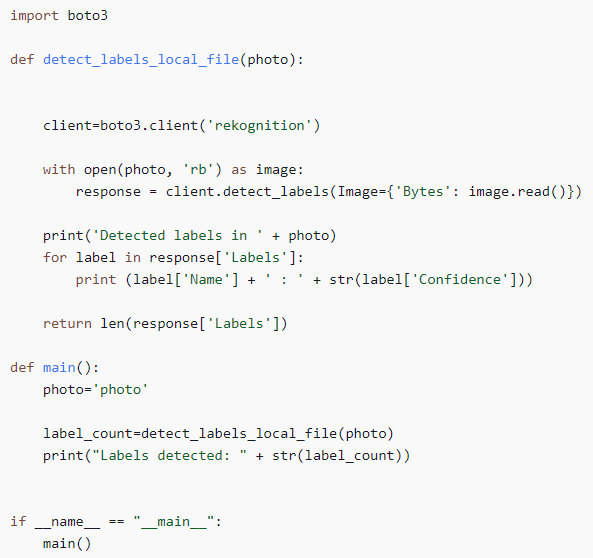 import boto3
def detect_labels_local_file(photo):
    client=boto3.client('rekognition')
    with open(photo, 'rb') as image:
        response = client.detect_labels(Image={'Bytes': image.read()})
    print('Detected labels in ' + photo)
    for label in response['Labels']:
        print (label['Name'] + ' : ' + str(label['Confidence']))
    return len(response['Labels'])
def main():
    photo='photo'
    label_count=detect_labels_local_file(photo)
    print("Labels detected: " + str(label_count))
if __name__ == "__main__":
    main()